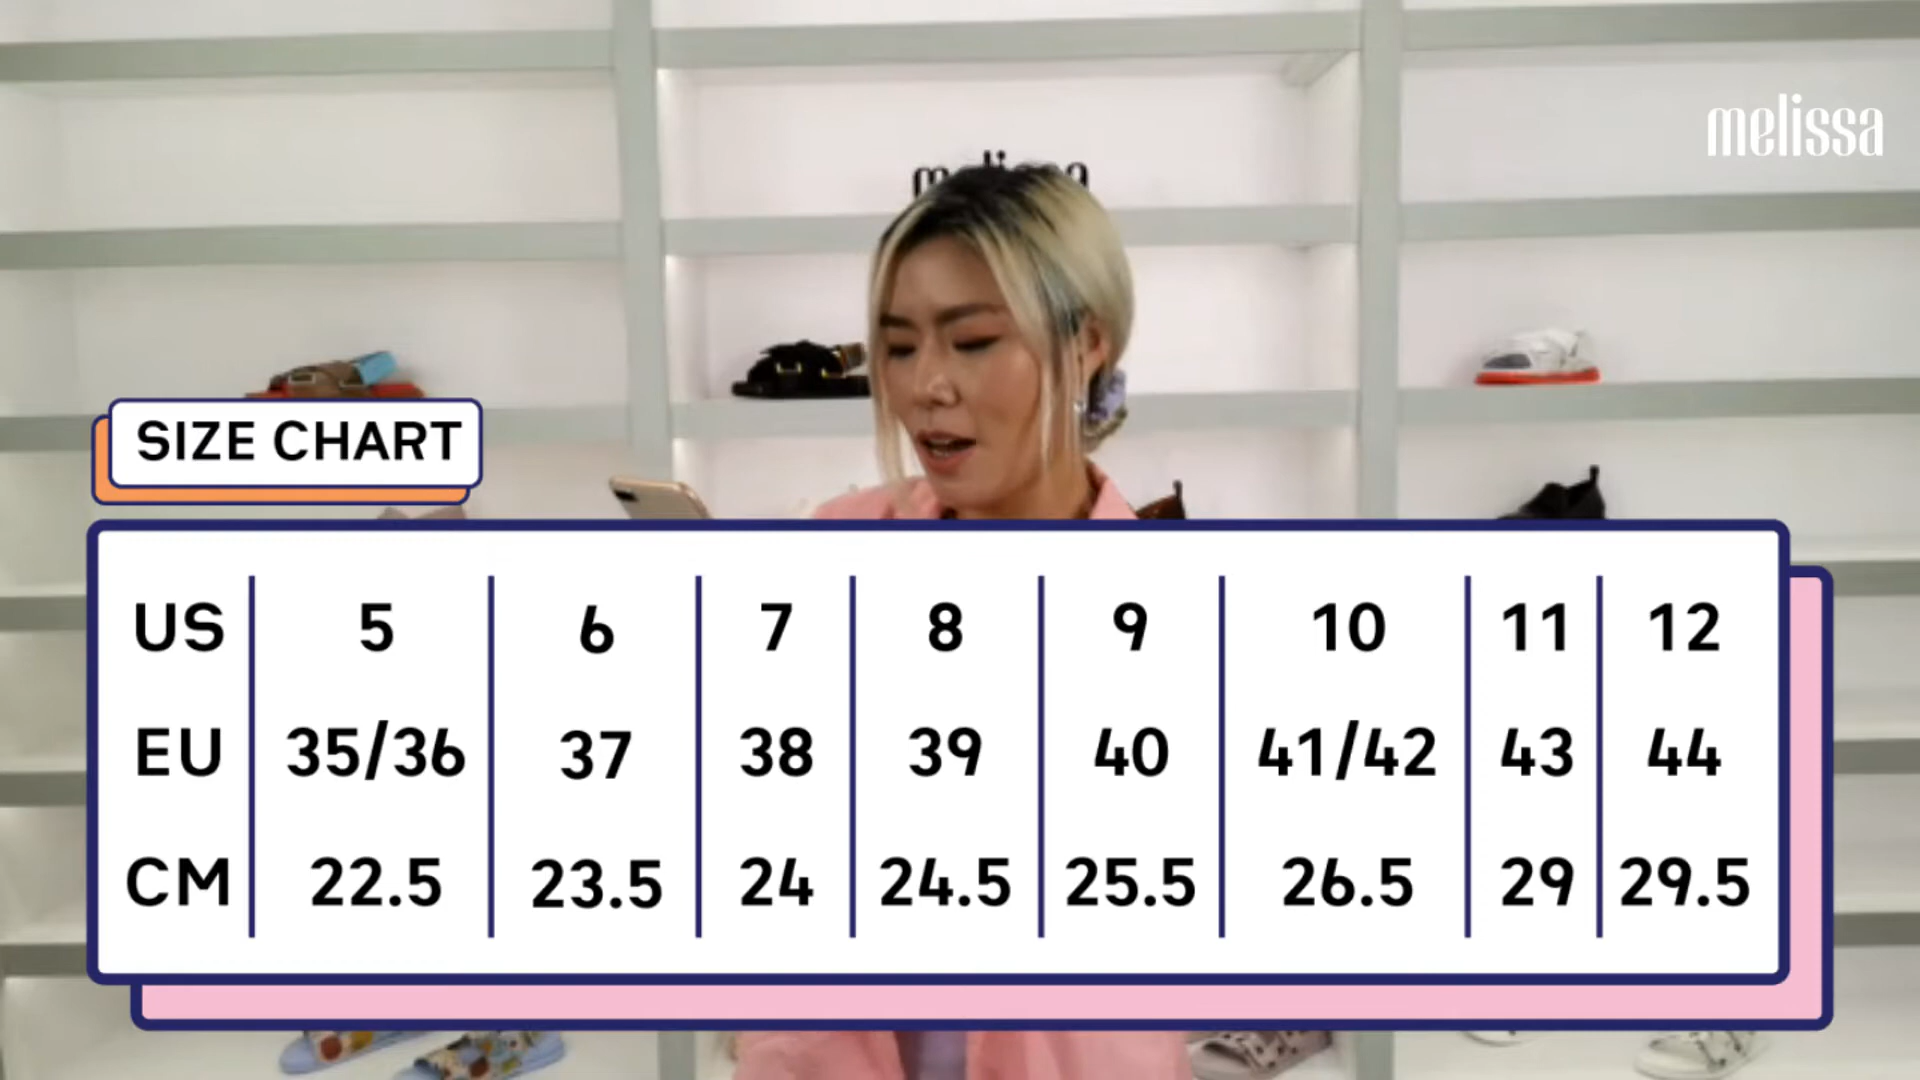 melissa
SIZE CHART
US 5 6 7 8 9 10 11 12
EU 35/36 37 38 39 40 41/42 43 44
CM 22.5 23.5 24 24.5 25.5 26.5 29 29.5